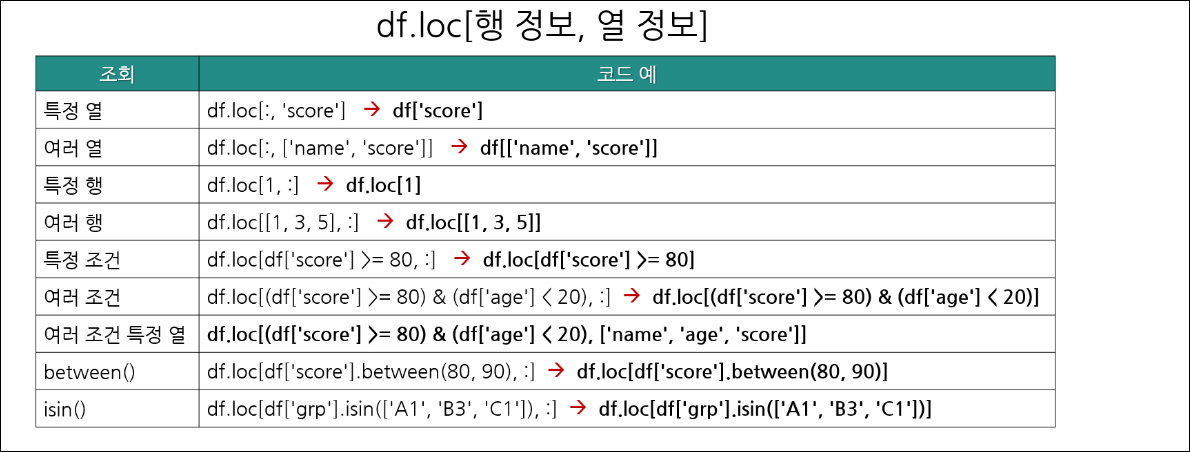 df.loc[행 정보, 열 정보]
조회 코드 예
특정 열 df.loc[:, 'score'] → df['score']
여러 열 df.loc[:, ['name', 'score']] → df[['name', 'score']]
특정 행 df.loc[1, :] → df.loc[1]
여러 행 df.loc[[1, 3, 5], :] → df.loc[[1, 3, 5]]
특정 조건 df.loc[df['score'] >= 80, :] → df.loc[df['score'] >= 80]
여러 조건 df.loc[(df['score'] >= 80) & (df['age'] < 20), :] → df.loc[(df['score'] >= 80) & (df['age'] < 20)]
여러 조건 특정 열 df.loc[(df['score'] >= 80) & (df['age'] < 20), ['name', 'age', 'score']]
between() df.loc[df['score'].between(80, 90), :] → df.loc[df['score'].between(80, 90)]
isin() df.loc[df['grp'].isin(['A1', 'B3', 'C1']), :] → df.loc[df['grp'].isin(['A1', 'B3', 'C1'])]